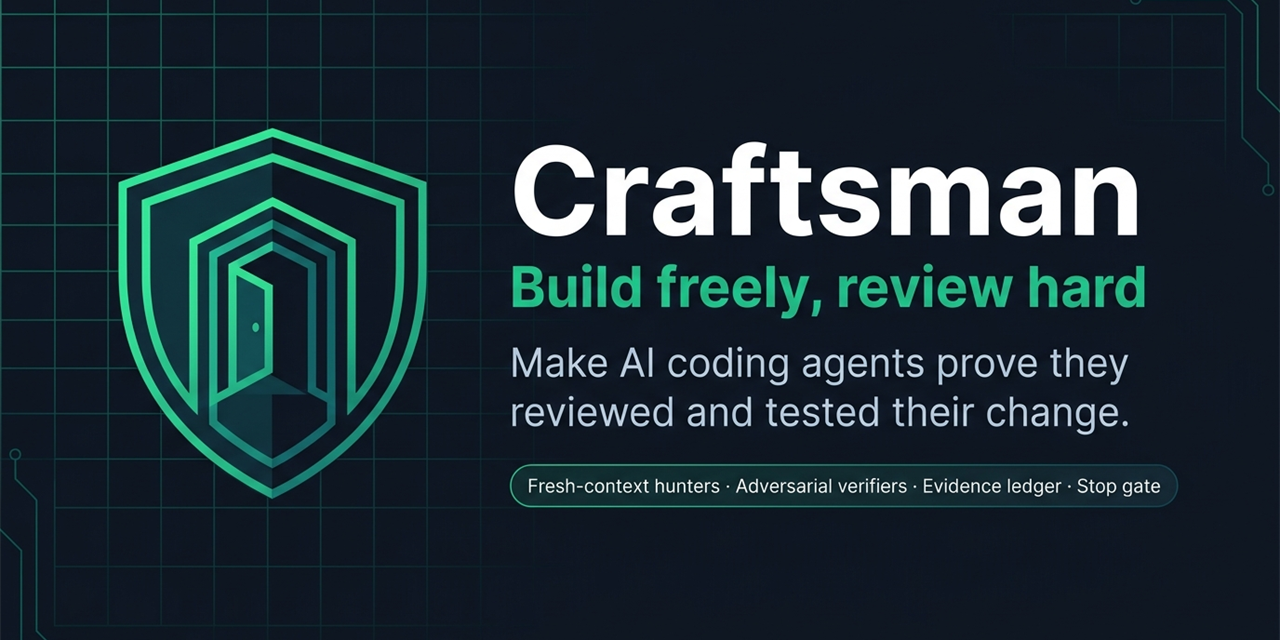 Craftsman
Build freely, review hard
Make AI coding agents prove they
reviewed and tested their change.
Fresh-context hunters · Adversarial verifiers · Evidence ledger · Stop gate